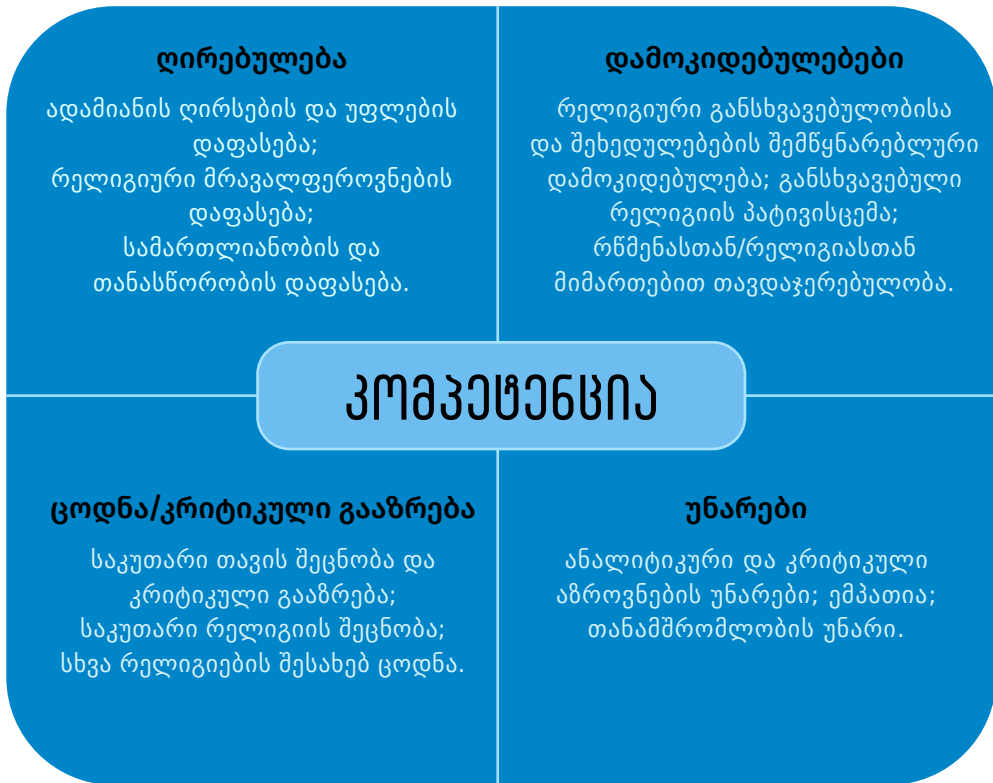 ღირებულება
ადამიანის ღირსების და უფლების
დაფასება;
რელიგიური მრავალფეროვნების
დაფასება;
სამართლიანობის და
თანასწორობის დაფასება.
დამოკიდებულებები
რელიგიური განსხვავებულობისა
და შეხედულებების შემწყნარებლური
დამოკიდებულება; განსხვავებული
რელიგიის პატივისცემა;
რწმენასთან/რელიგიასთან
მიმართებით თავდაჯერებულობა.
კომპეტენცია
ცოდნა/კრიტიკული გააზრება
საკუთარი თავის შეცნობა და
კრიტიკული გააზრება;
საკუთარი რელიგიის შეცნობა;
სხვა რელიგიების შესახებ ცოდნა.
უნარები
ანალიტიკური და კრიტიკული
აზროვნების უნარები; ემპათია;
თანამშრომლობის უნარი.